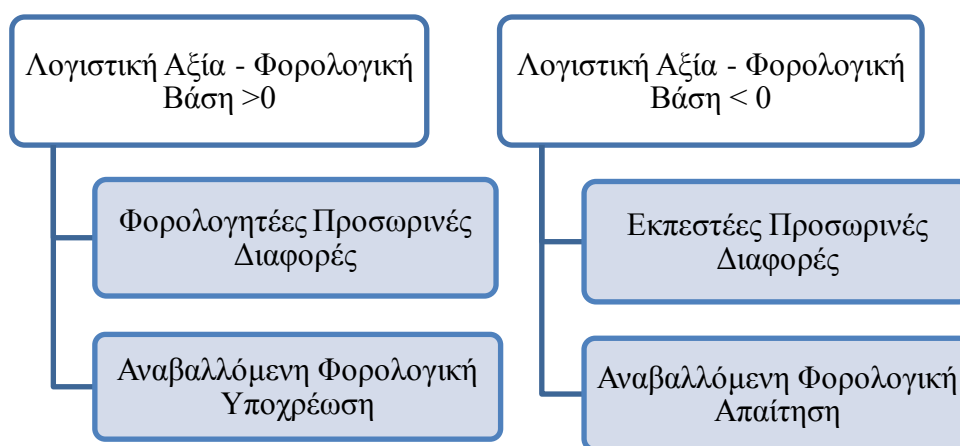 Λογιστική Αξία - Φορολογική
Βάση >0
Φορολογητέες Προσωρινές
Διαφορές
Αναβαλλόμενη Φορολογική
Υποχρέωση
Λογιστική Αξία - Φορολογική
Βάση < 0
Εκπεστέες Προσωρινές
Διαφορές
Αναβαλλόμενη Φορολογική
Απαίτηση